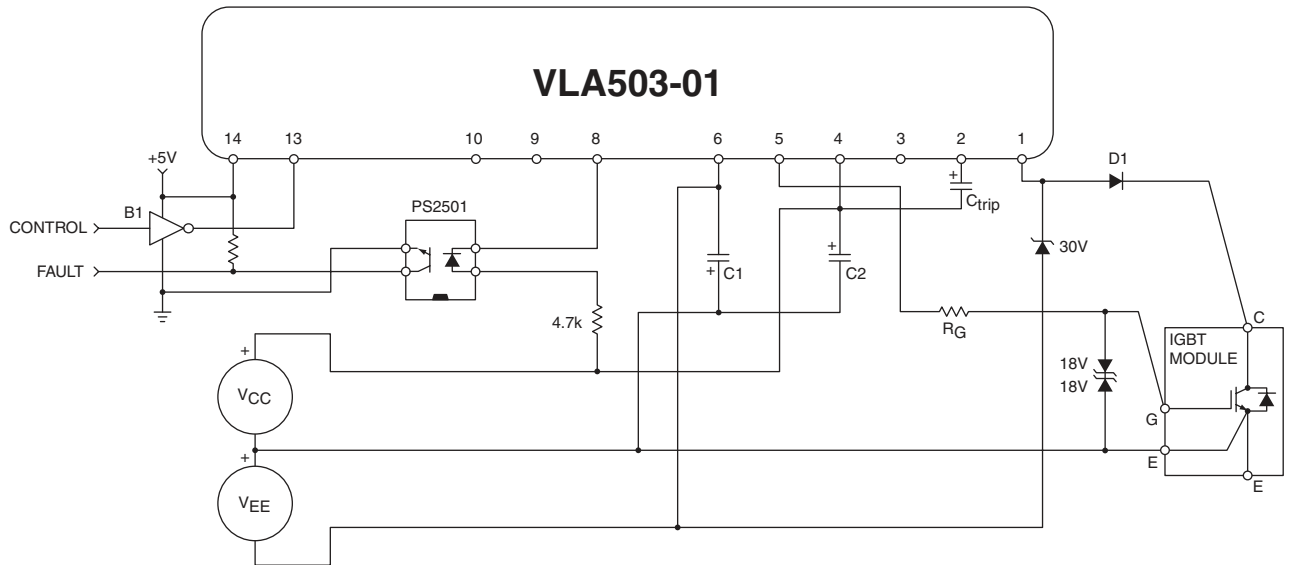 VLA503-01
14 13 10 9 8 6 5 4 3 2 1
+5V
+
Ctrip
D1
B1
PS2501
CONTROL
30V
+
FAULT
C1
+
C2
4.7k
RG
C
IGBT
MODULE
+
18V
18V
VCC
G
+
E
VEE
E